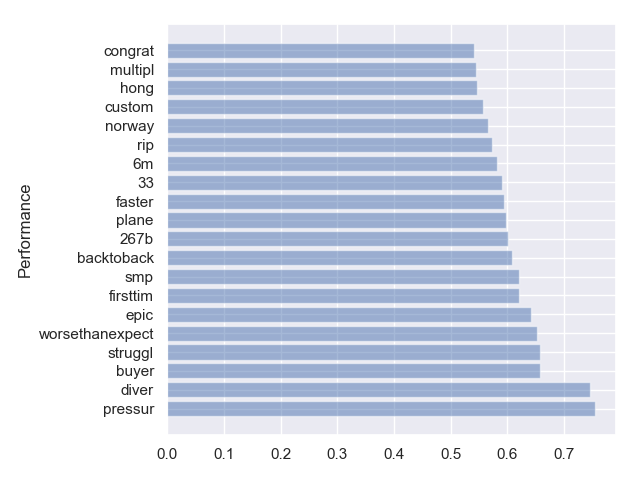 congrat
multipl
hong
custom
norway
rip
6m
33
faster
plane
267b
backtoback
smp
firsttim
epic
worsethanexpect
struggl
buyer
diver
pressur
Performance
0.0 0.1 0.2 0.3 0.4 0.5 0.6 0.7